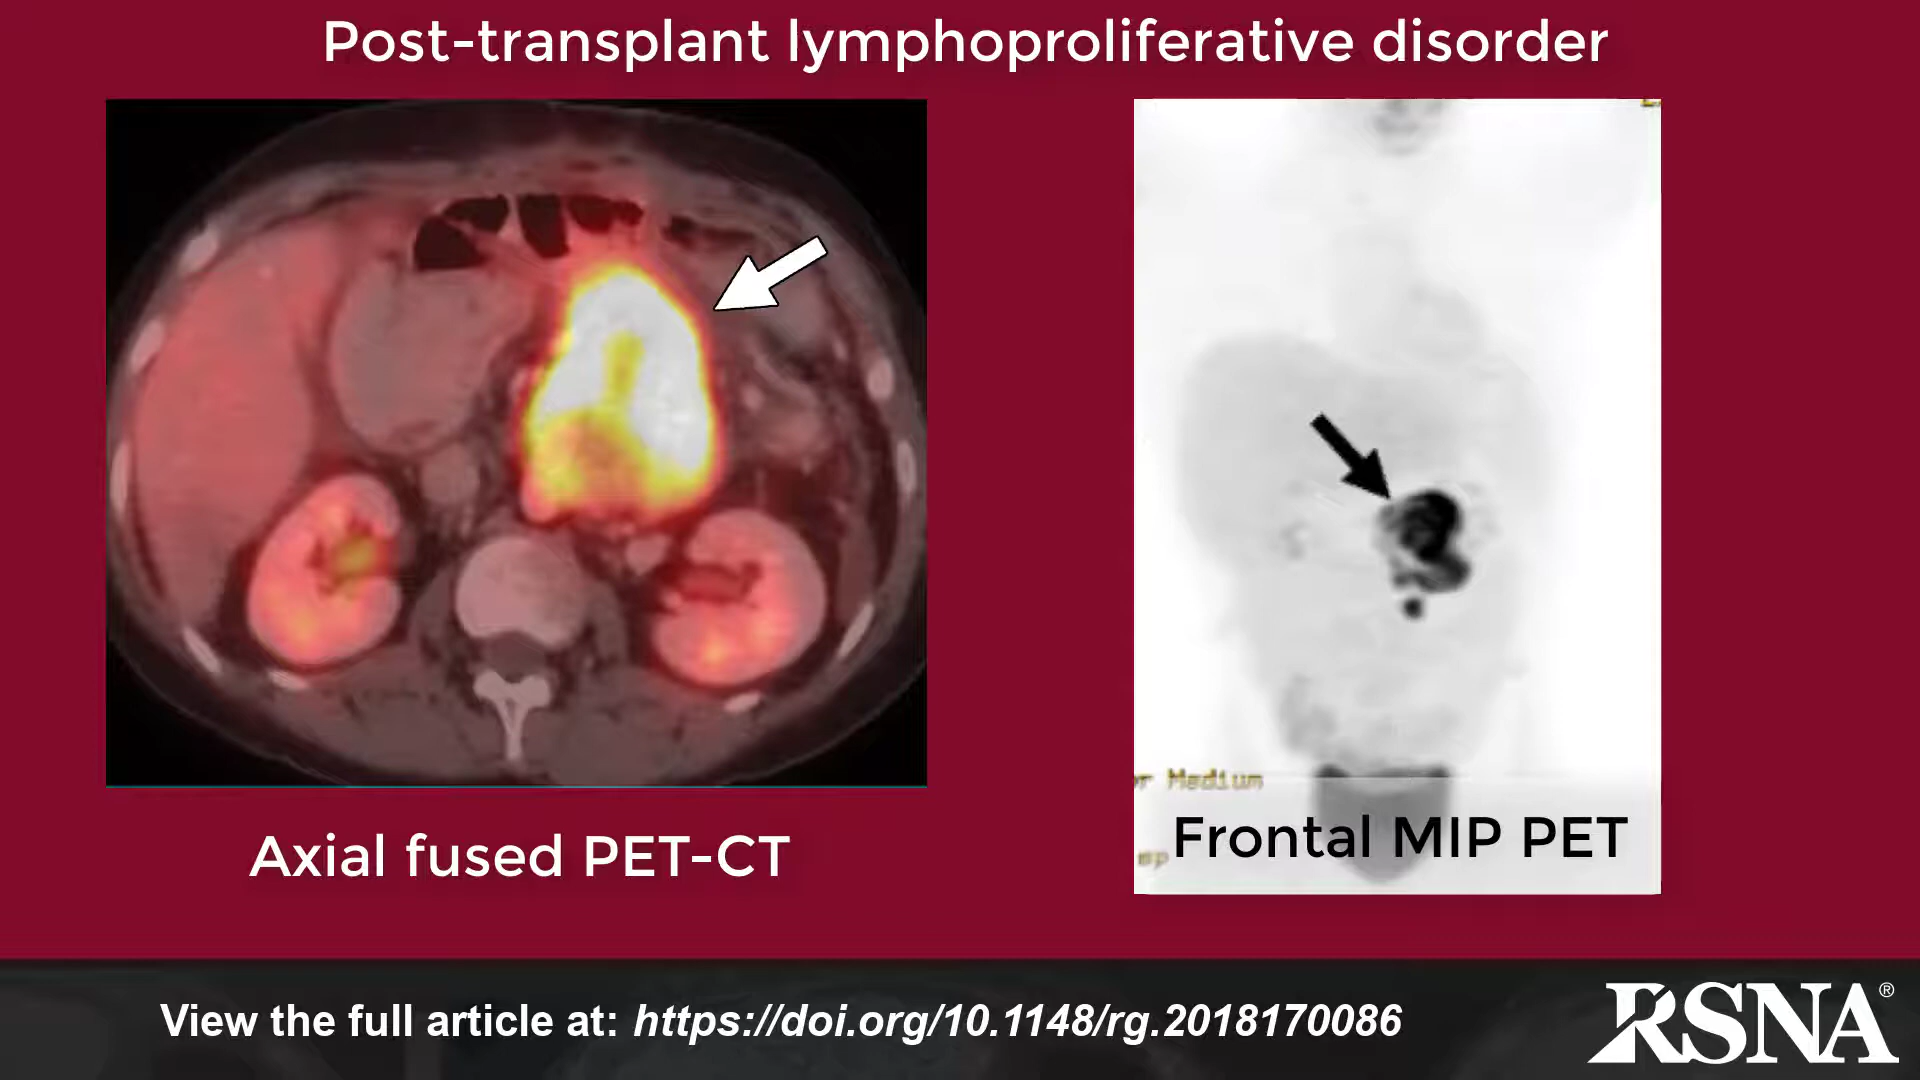 Post-transplant lymphoproliferative disorder
r Medium
sp
Axial fused PET-CT
Frontal MIP PET
View the full article at: https://doi.org/10.1148/rg.2018170086
RSNA®